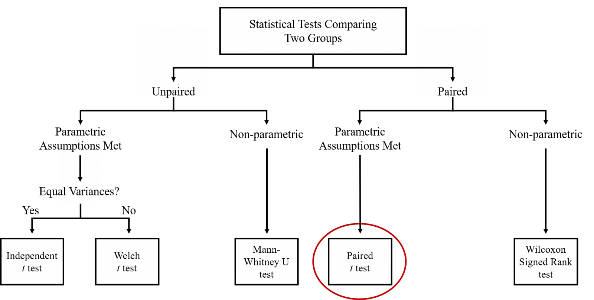 Statistical Tests Comparing
Two Groups
Unpaired
Paired
Parametric
Assumptions Met
Non-parametric
Parametric
Assumptions Met
Non-parametric
Equal Variances?
Yes
No
Independent
t test
Welch
t test
Mann-
Whitney U
test
Paired
t test
Wilcoxon
Signed Rank
test